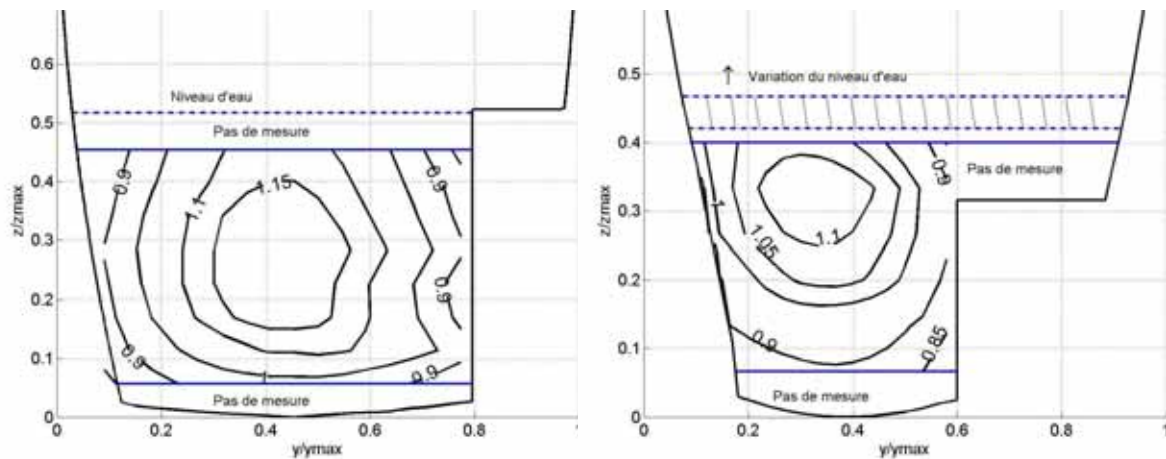 0.6
0.5
0.4
0.3
0.2
0.1
0
z/zmax
Niveau d'eau
Pas de mesure
0.9
1.1
1.15
0.9
0.9
0.9
1
0.9
Pas de mesure
0 0.2 0.4 0.6 0.8 1
y/ymax
0.5
0.4
0.3
0.2
0.1
0
z/zmax
↑ Variation du niveau d'eau
Pas de mesure
0.9
1
1.05
1.1
0.9
0.85
Pas de mesure
0 0.2 0.4 0.6 0.8 1
y/ymax